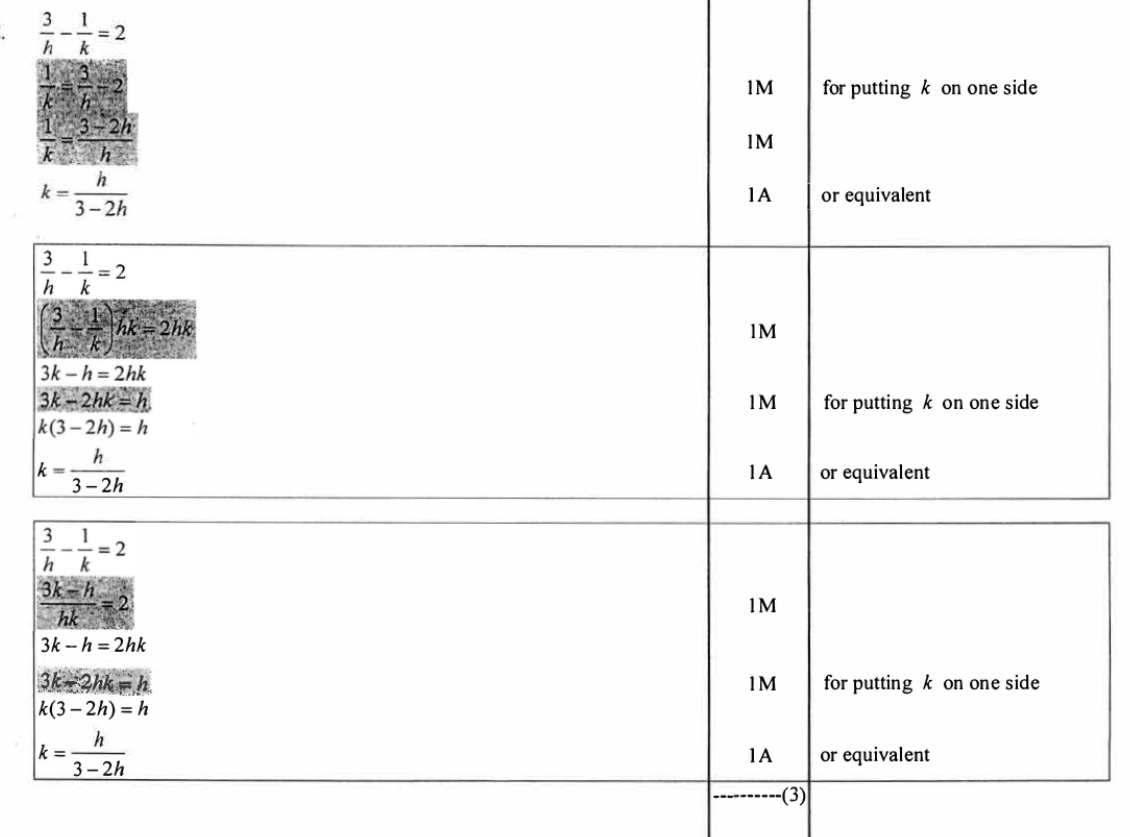 .
3/h − 1/k = 2
1/k = 3/h − 2 1M for putting k on one side
1/k = (3 − 2h)/h 1M
k = h/(3 − 2h) 1A or equivalent
3/h − 1/k = 2
(3/h − 1/k)hk = 2hk 1M
3k − h = 2hk
3k − 2hk = h 1M for putting k on one side
k(3 − 2h) = h
k = h/(3 − 2h) 1A or equivalent
3/h − 1/k = 2
(3k − h)/hk = 2 1M
3k − h = 2hk
3k − 2hk = h 1M for putting k on one side
k(3 − 2h) = h
k = h/(3 − 2h) 1A or equivalent
----------(3)